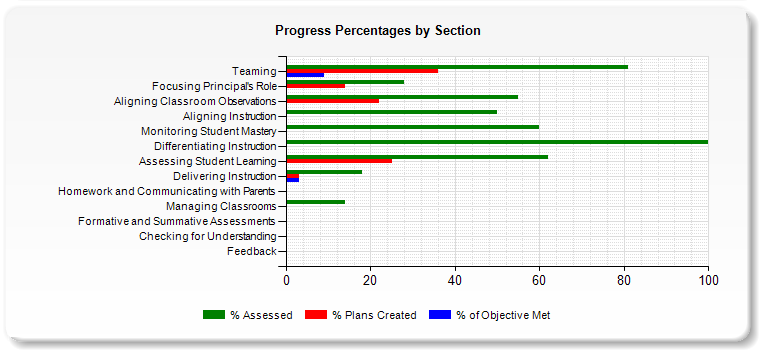 Progress Percentages by Section
Teaming
Focusing Principal's Role
Aligning Classroom Observations
Aligning Instruction
Monitoring Student Mastery
Differentiating Instruction
Assessing Student Learning
Delivering Instruction
Homework and Communicating with Parents
Managing Classrooms
Formative and Summative Assessments
Checking for Understanding
Feedback
0 20 40 60 80 100
% Assessed % Plans Created % of Objective Met